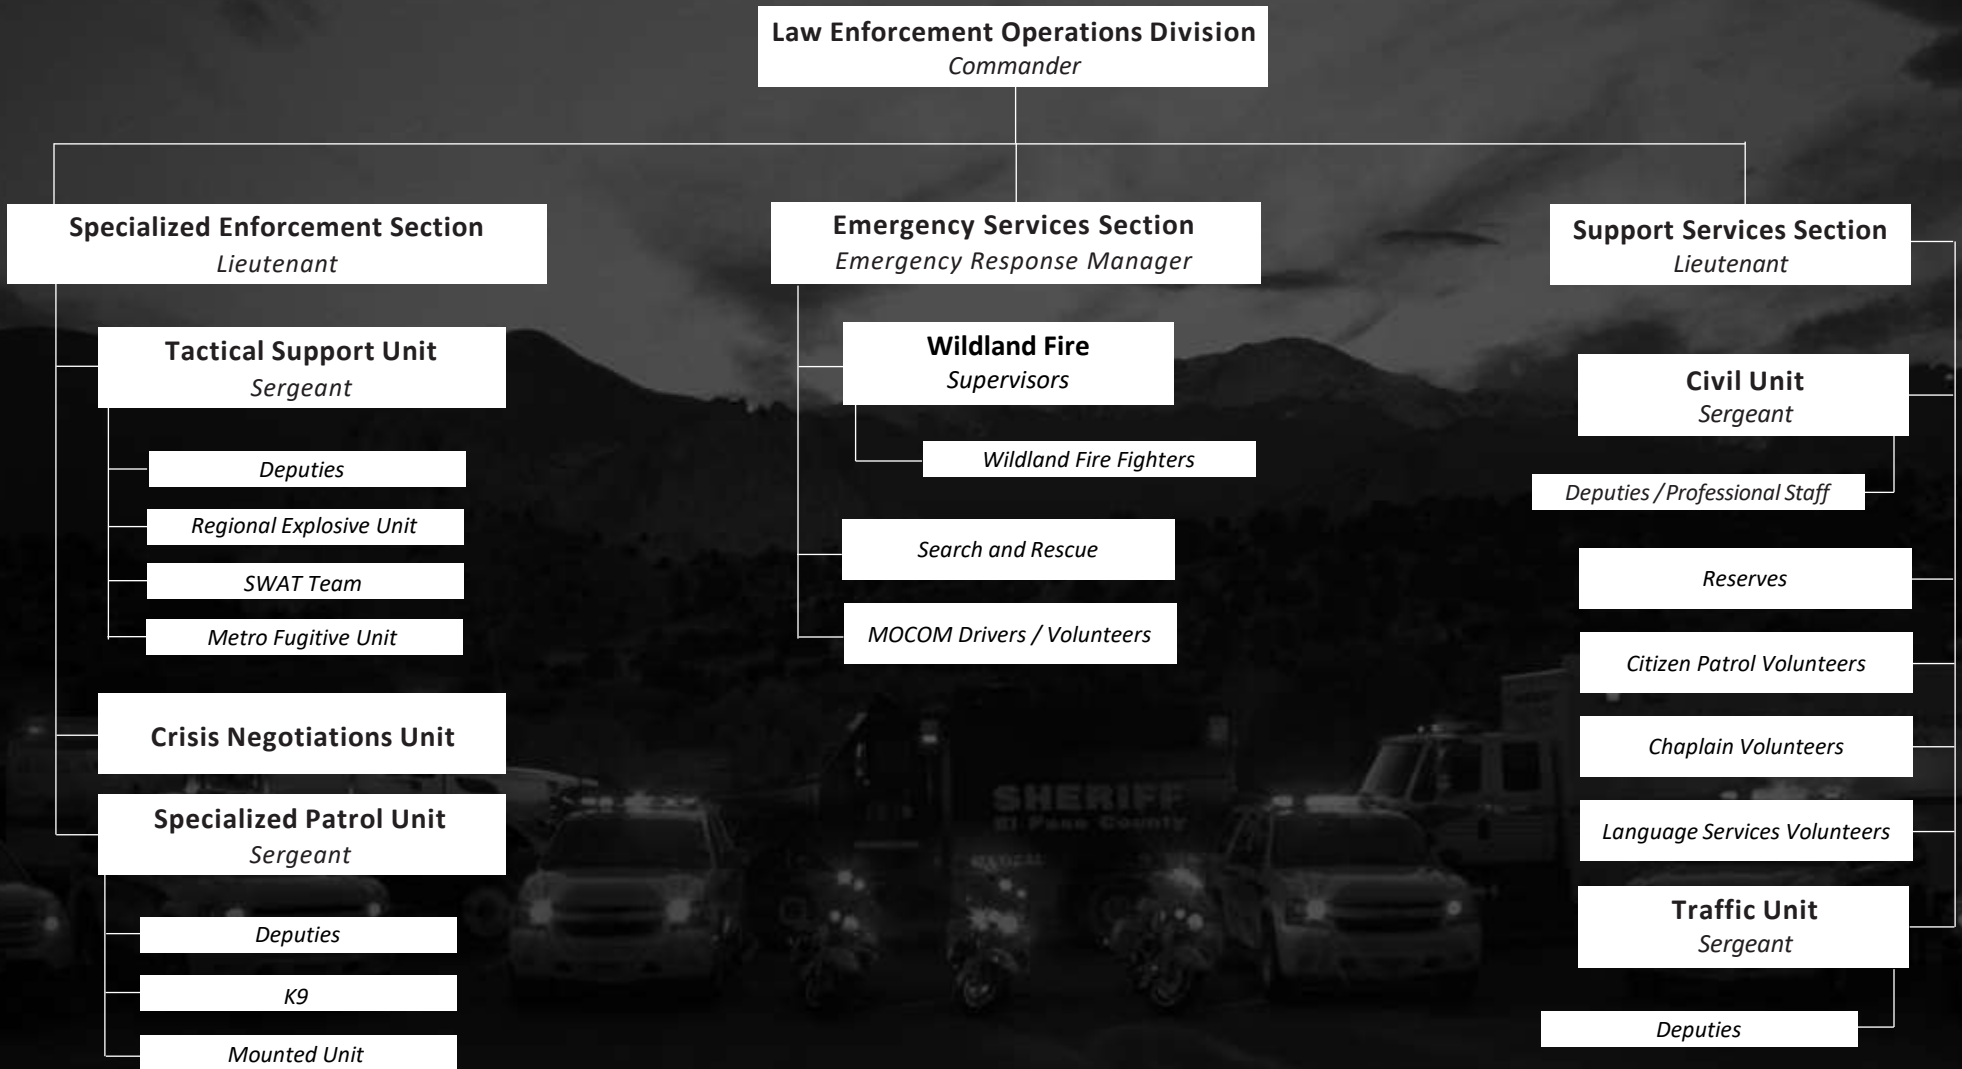 Law Enforcement Operations Division
Commander
Specialized Enforcement Section
Lieutenant
Tactical Support Unit
Sergeant
Deputies
Regional Explosive Unit
SWAT Team
Metro Fugitive Unit
Crisis Negotiations Unit
Specialized Patrol Unit
Sergeant
Deputies
K9
Mounted Unit
Emergency Services Section
Emergency Response Manager
Wildland Fire
Supervisors
Wildland Fire Fighters
Search and Rescue
MOCOM Drivers / Volunteers
Support Services Section
Lieutenant
Civil Unit
Sergeant
Deputies / Professional Staff
Reserves
Citizen Patrol Volunteers
Chaplain Volunteers
Language Services Volunteers
Traffic Unit
Sergeant
Deputies
SHERIFF
El Paso County